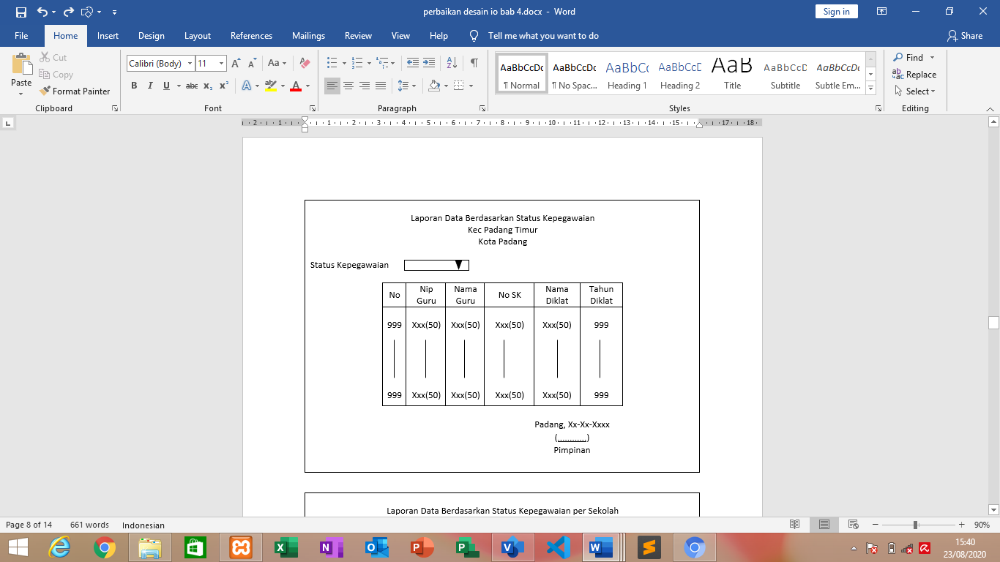 perbaikan desain io bab 4.docx - Word
Sign in
File Home Insert Design Layout References Mailings Review View Help Tell me what you want to do Share
Paste
Cut
Copy
Format Painter
Clipboard
Calibri (Body) 11
Font
Paragraph
AaBbCcDc AaBbCcDc AaBbCc AaBbCcD AaB AaBbCcD AaBbCcDc
¶ Normal ¶ No Spac... Heading 1 Heading 2 Title Subtitle Subtle Em...
Styles
Find
Replace
Select
Editing
2 1 1 2 3 4 5 6 7 8 9 10 11 12 13 14 15 17 18
Laporan Data Berdasarkan Status Kepegawaian
Kec Padang Timur
Kota Padang
Status Kepegawaian
No Nip Guru Nama Guru No SK Nama Diklat Tahun Diklat
999 Xxx(50) Xxx(50) Xxx(50) Xxx(50) 999
999 Xxx(50) Xxx(50) Xxx(50) Xxx(50) 999
Padang, Xx-Xx-Xxxx
(............)
Pimpinan
Laporan Data Berdasarkan Status Kepegawaian per Sekolah
Page 8 of 14 661 words Indonesian 90%
15:40
23/08/2020